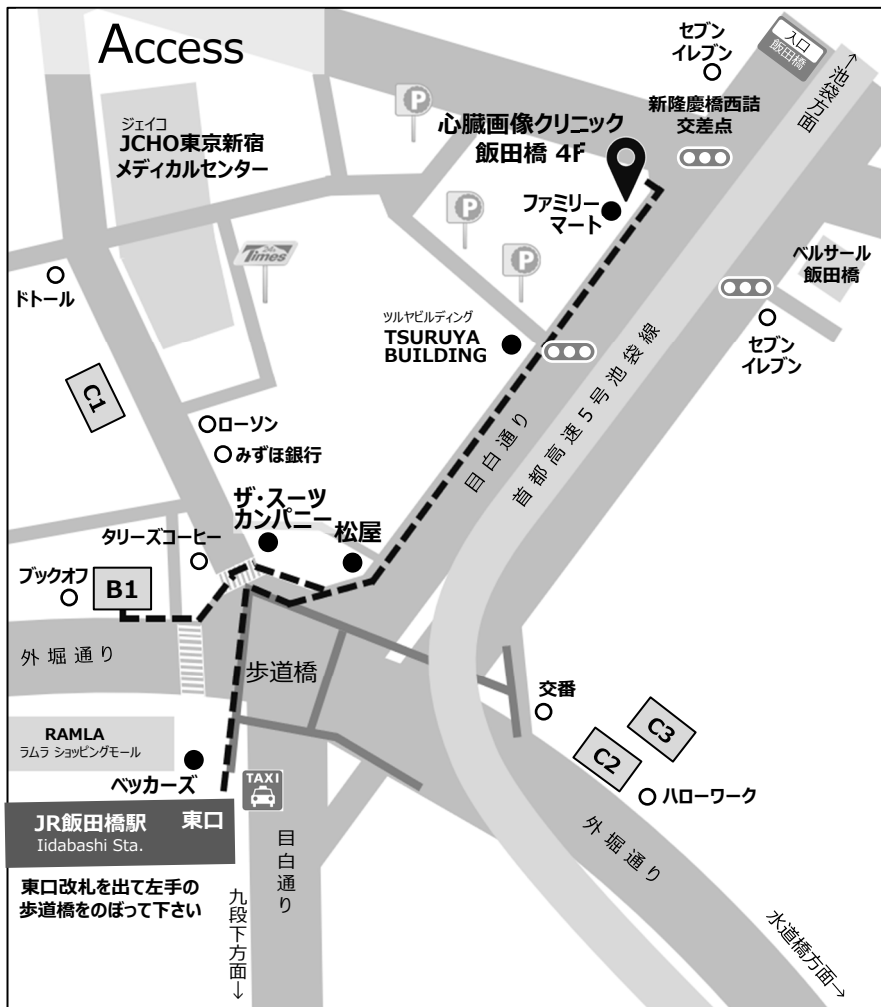 Access
セブン
イレブン
入口
飯田橋
↑池袋方面
新隆慶橋西詰
交差点
P
心臓画像クリニック
飯田橋 4F
ジェイコ
JCHO東京新宿
メディカルセンター
P
ファミリー
マート
24h
Times
P
ベルサール
飯田橋
ドトール
ツルヤビルディング
TSURUYA
BUILDING
セブン
イレブン
首都高速5号池袋線
目白通り
C1
ローソン
みずほ銀行
ザ・スーツ
カンパニー
松屋
タリーズコーヒー
ブックオフ
B1
外堀通り
歩道橋
交番
C3
C2
RAMLA
ラムラ ショッピングモール
ベッカーズ
TAXI
ハローワーク
JR飯田橋駅 東口
Iidabashi Sta.
目白通り
外堀通り
東口改札を出て左手の
歩道橋をのぼって下さい
九段下方面↓
水道橋方面→